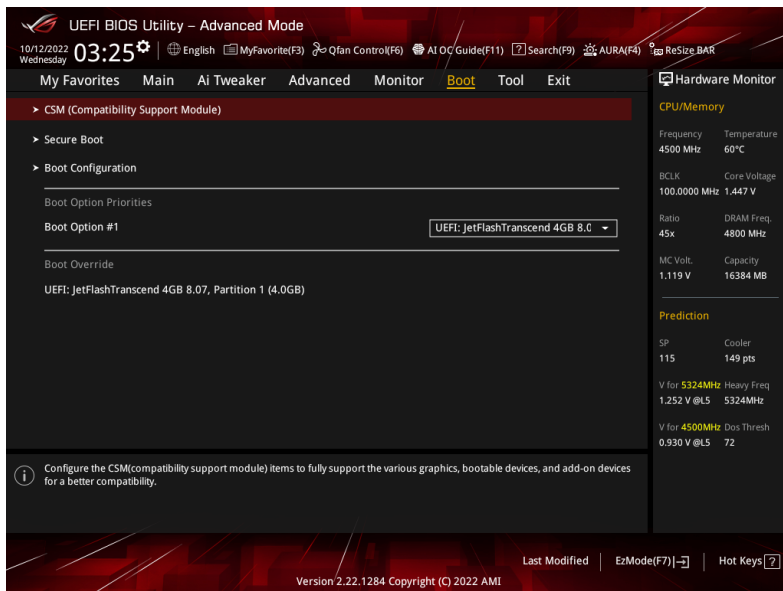 UEFI BIOS Utility – Advanced Mode
10/12/2022 Wednesday 03:25 English MyFavorite(F3) Qfan Control(F6) AI OC Guide(F11) ? Search(F9) AURA(F4) ReSize BAR
My Favorites Main Ai Tweaker Advanced Monitor Boot Tool Exit
Hardware Monitor
> CSM (Compatibility Support Module)
> Secure Boot
> Boot Configuration
Boot Option Priorities
Boot Option #1 UEFI: JetFlashTranscend 4GB 8.0
Boot Override
UEFI: JetFlashTranscend 4GB 8.07, Partition 1 (4.0GB)
CPU/Memory
Frequency Temperature
4500 MHz 60°C
BCLK Core Voltage
100.0000 MHz 1.447 V
Ratio DRAM Freq.
45x 4800 MHz
MC Volt. Capacity
1.119 V 16384 MB
Prediction
SP Cooler
115 149 pts
V for 5324MHz Heavy Freq
1.252 V @L5 5324MHz
V for 4500MHz Dos Thresh
0.930 V @L5 72
i Configure the CSM(compatibility support module) items to fully support the various graphics, bootable devices, and add-on devices
for a better compatibility.
Last Modified EzMode(F7) Hot Keys ?
Version 2.22.1284 Copyright (C) 2022 AMI